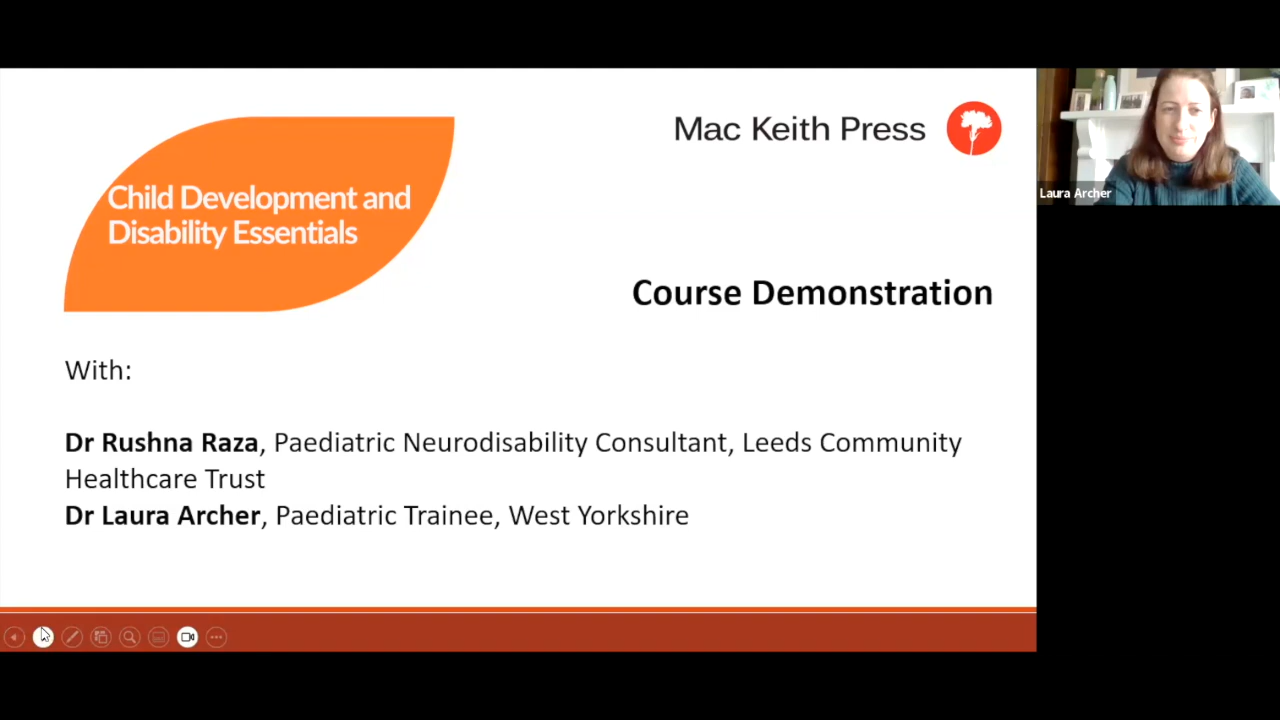 Mac Keith Press
Child Development and
Disability Essentials
Laura Archer
Course Demonstration
With:
Dr Rushna Raza, Paediatric Neurodisability Consultant, Leeds Community
Healthcare Trust
Dr Laura Archer, Paediatric Trainee, West Yorkshire